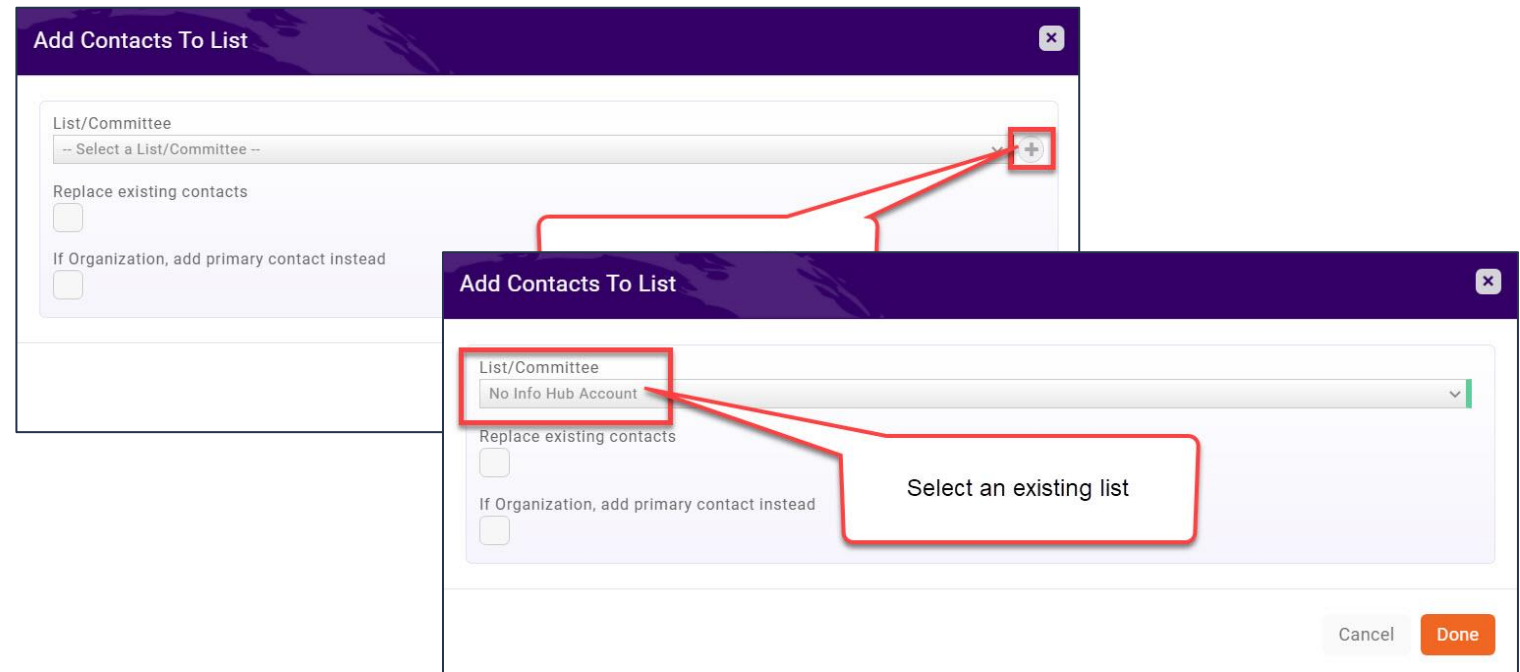 Add Contacts To List
List/Committee
-- Select a List/Committee --
Replace existing contacts
If Organization, add primary contact instead
Add Contacts To List
List/Committee
No Info Hub Account
Replace existing contacts
If Organization, add primary contact instead
Select an existing list
Cancel Done